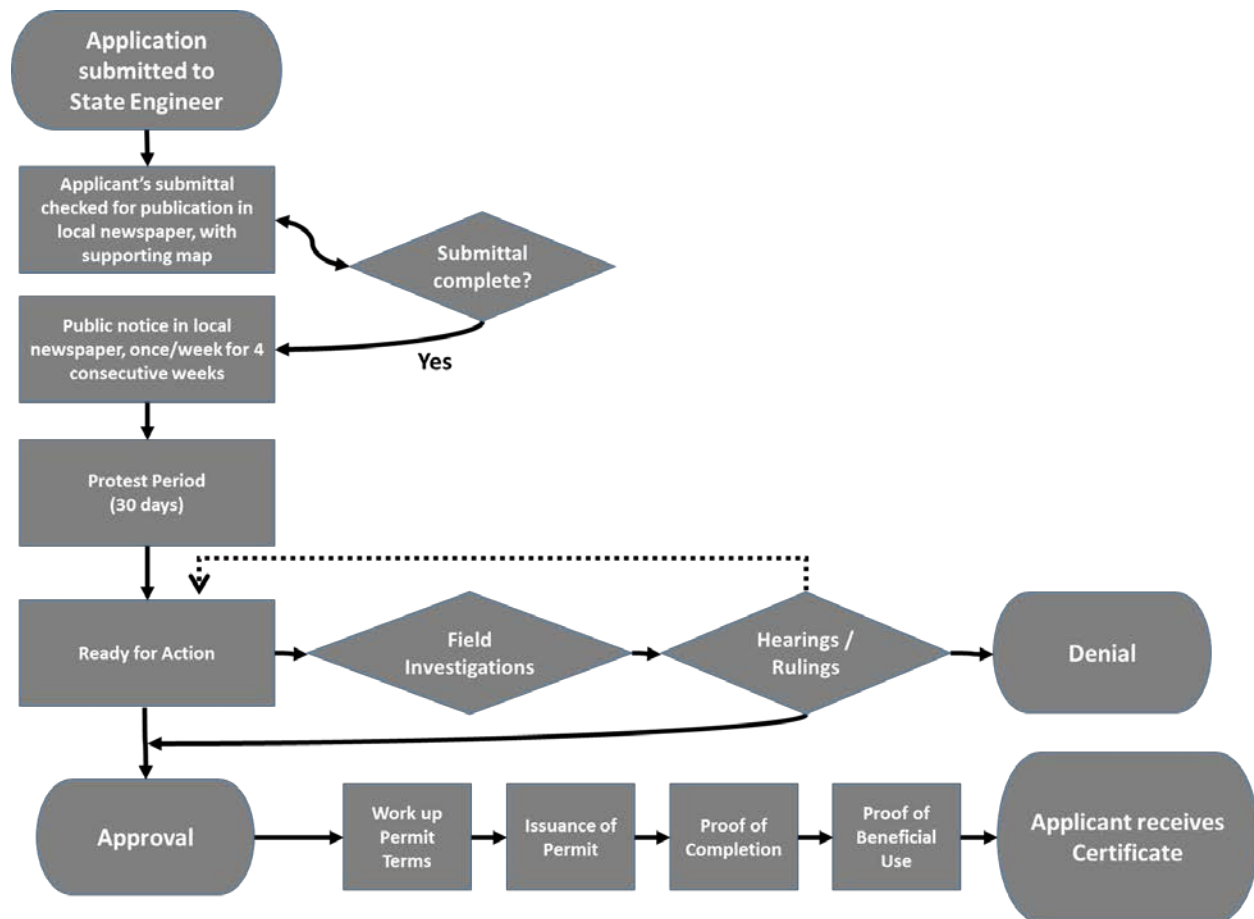 Application
submitted to
State Engineer
Applicant's submittal
checked for publication in
local newspaper, with
supporting map
Submittal
complete?
Public notice in local
newspaper, once/week for 4
consecutive weeks
Yes
Protest Period
(30 days)
Ready for Action
Field
Investigations
Hearings /
Rulings
Denial
Approval
Work up
Permit
Terms
Issuance of
Permit
Proof of
Completion
Proof of
Beneficial
Use
Applicant receives
Certificate